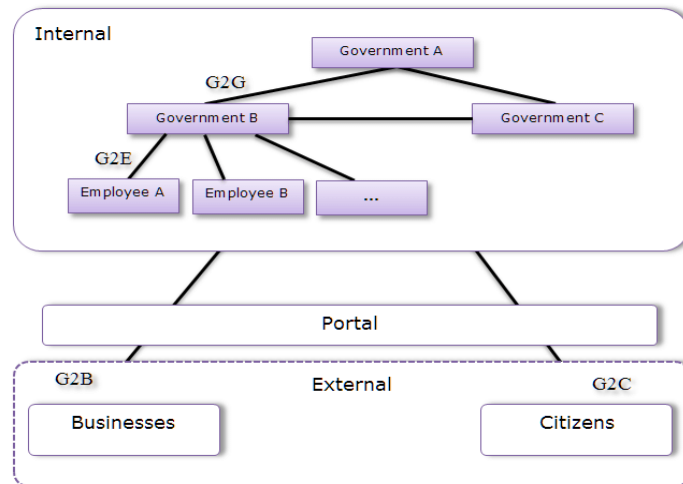 Internal
Government A
G2G
Government B
Government C
G2E
Employee A
Employee B
...
Portal
G2B
External
G2C
Businesses
Citizens